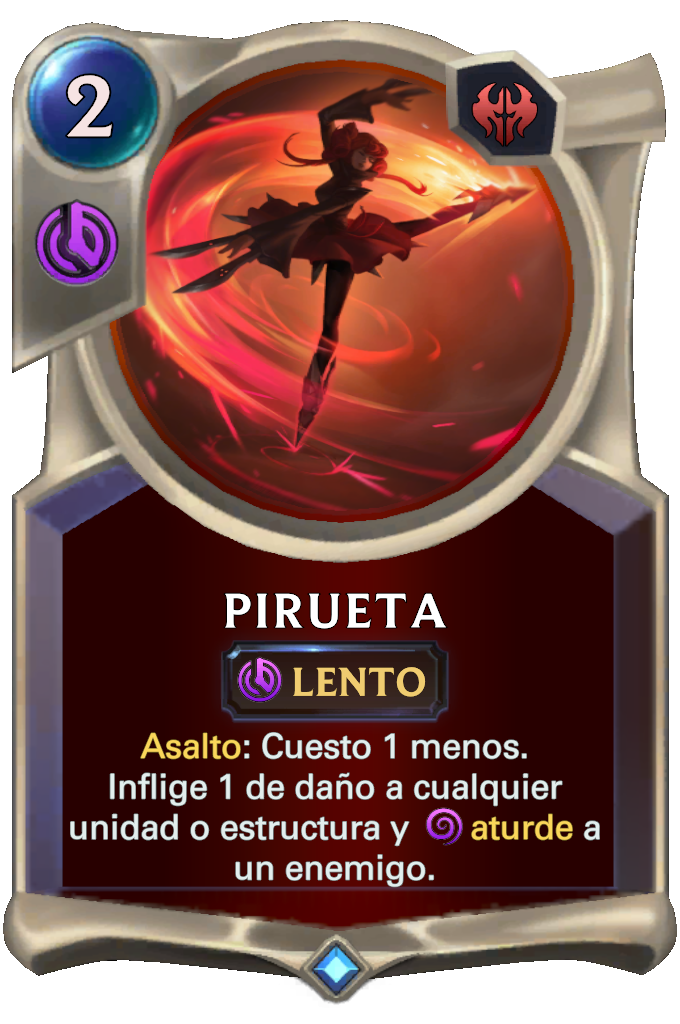 2
PIRUETA
LENTO
Asalto: Cuesto 1 menos.
Inflige 1 de daño a cualquier
unidad o estructura y aturde a
un enemigo.